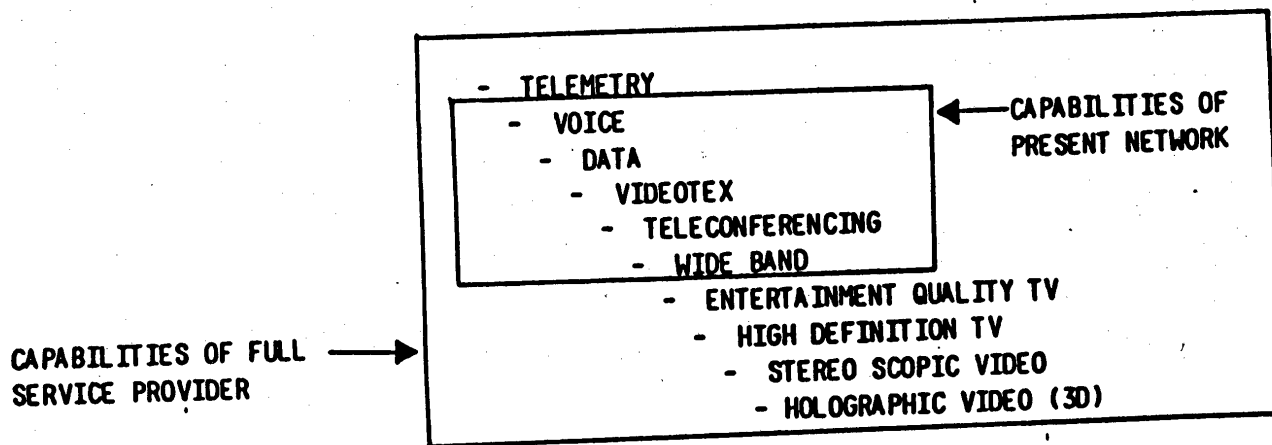 - TELEMETRY
- VOICE
- DATA
- VIDEOTEX
- TELECONFERENCING
- WIDE BAND
- ENTERTAINMENT QUALITY TV
- HIGH DEFINITION TV
- STEREO SCOPIC VIDEO
- HOLOGRAPHIC VIDEO (3D)
CAPABILITIES OF
PRESENT NETWORK
CAPABILITIES OF FULL
SERVICE PROVIDER